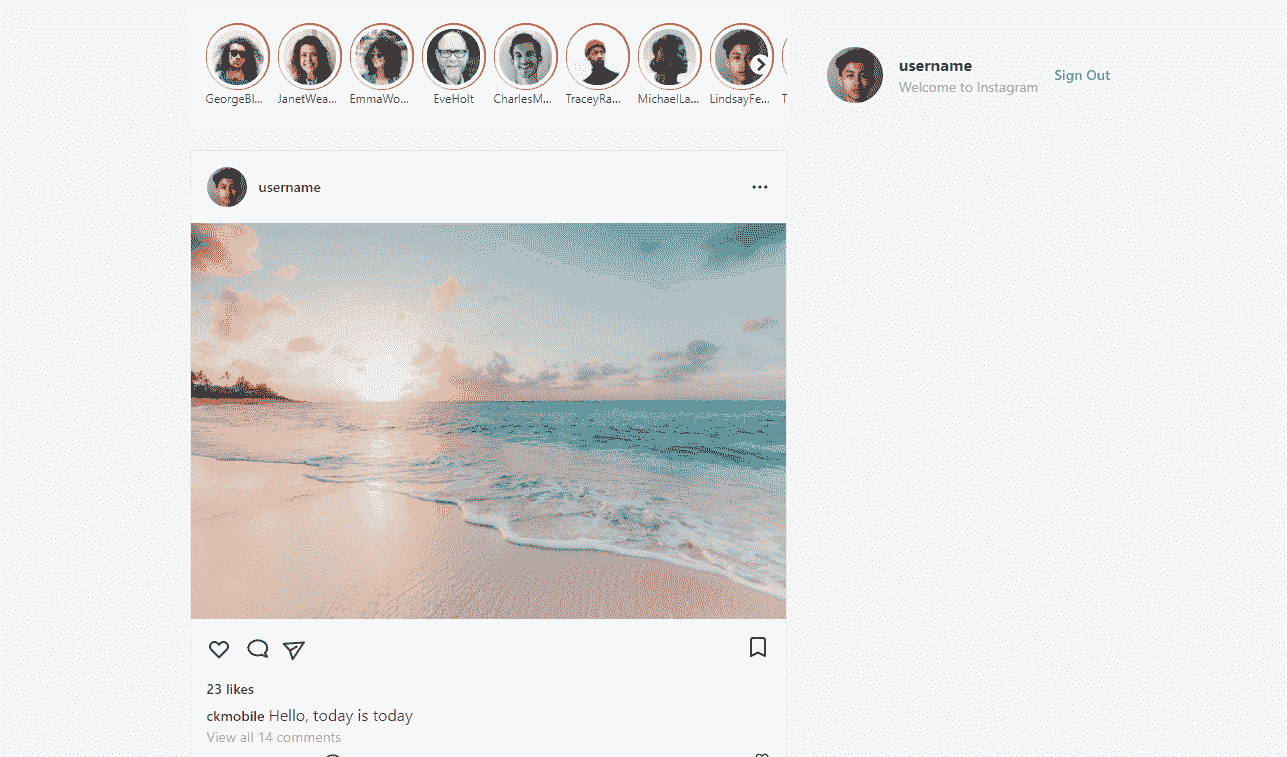 GeorgeBl...
JanetWea...
EmmaWo...
EveHolt
CharlesM...
TraceyRa...
MichaelLa...
LindsayFe...
T
username
Welcome to Instagram
Sign Out
username
23 likes
ckmobile Hello, today is today
View all 14 comments